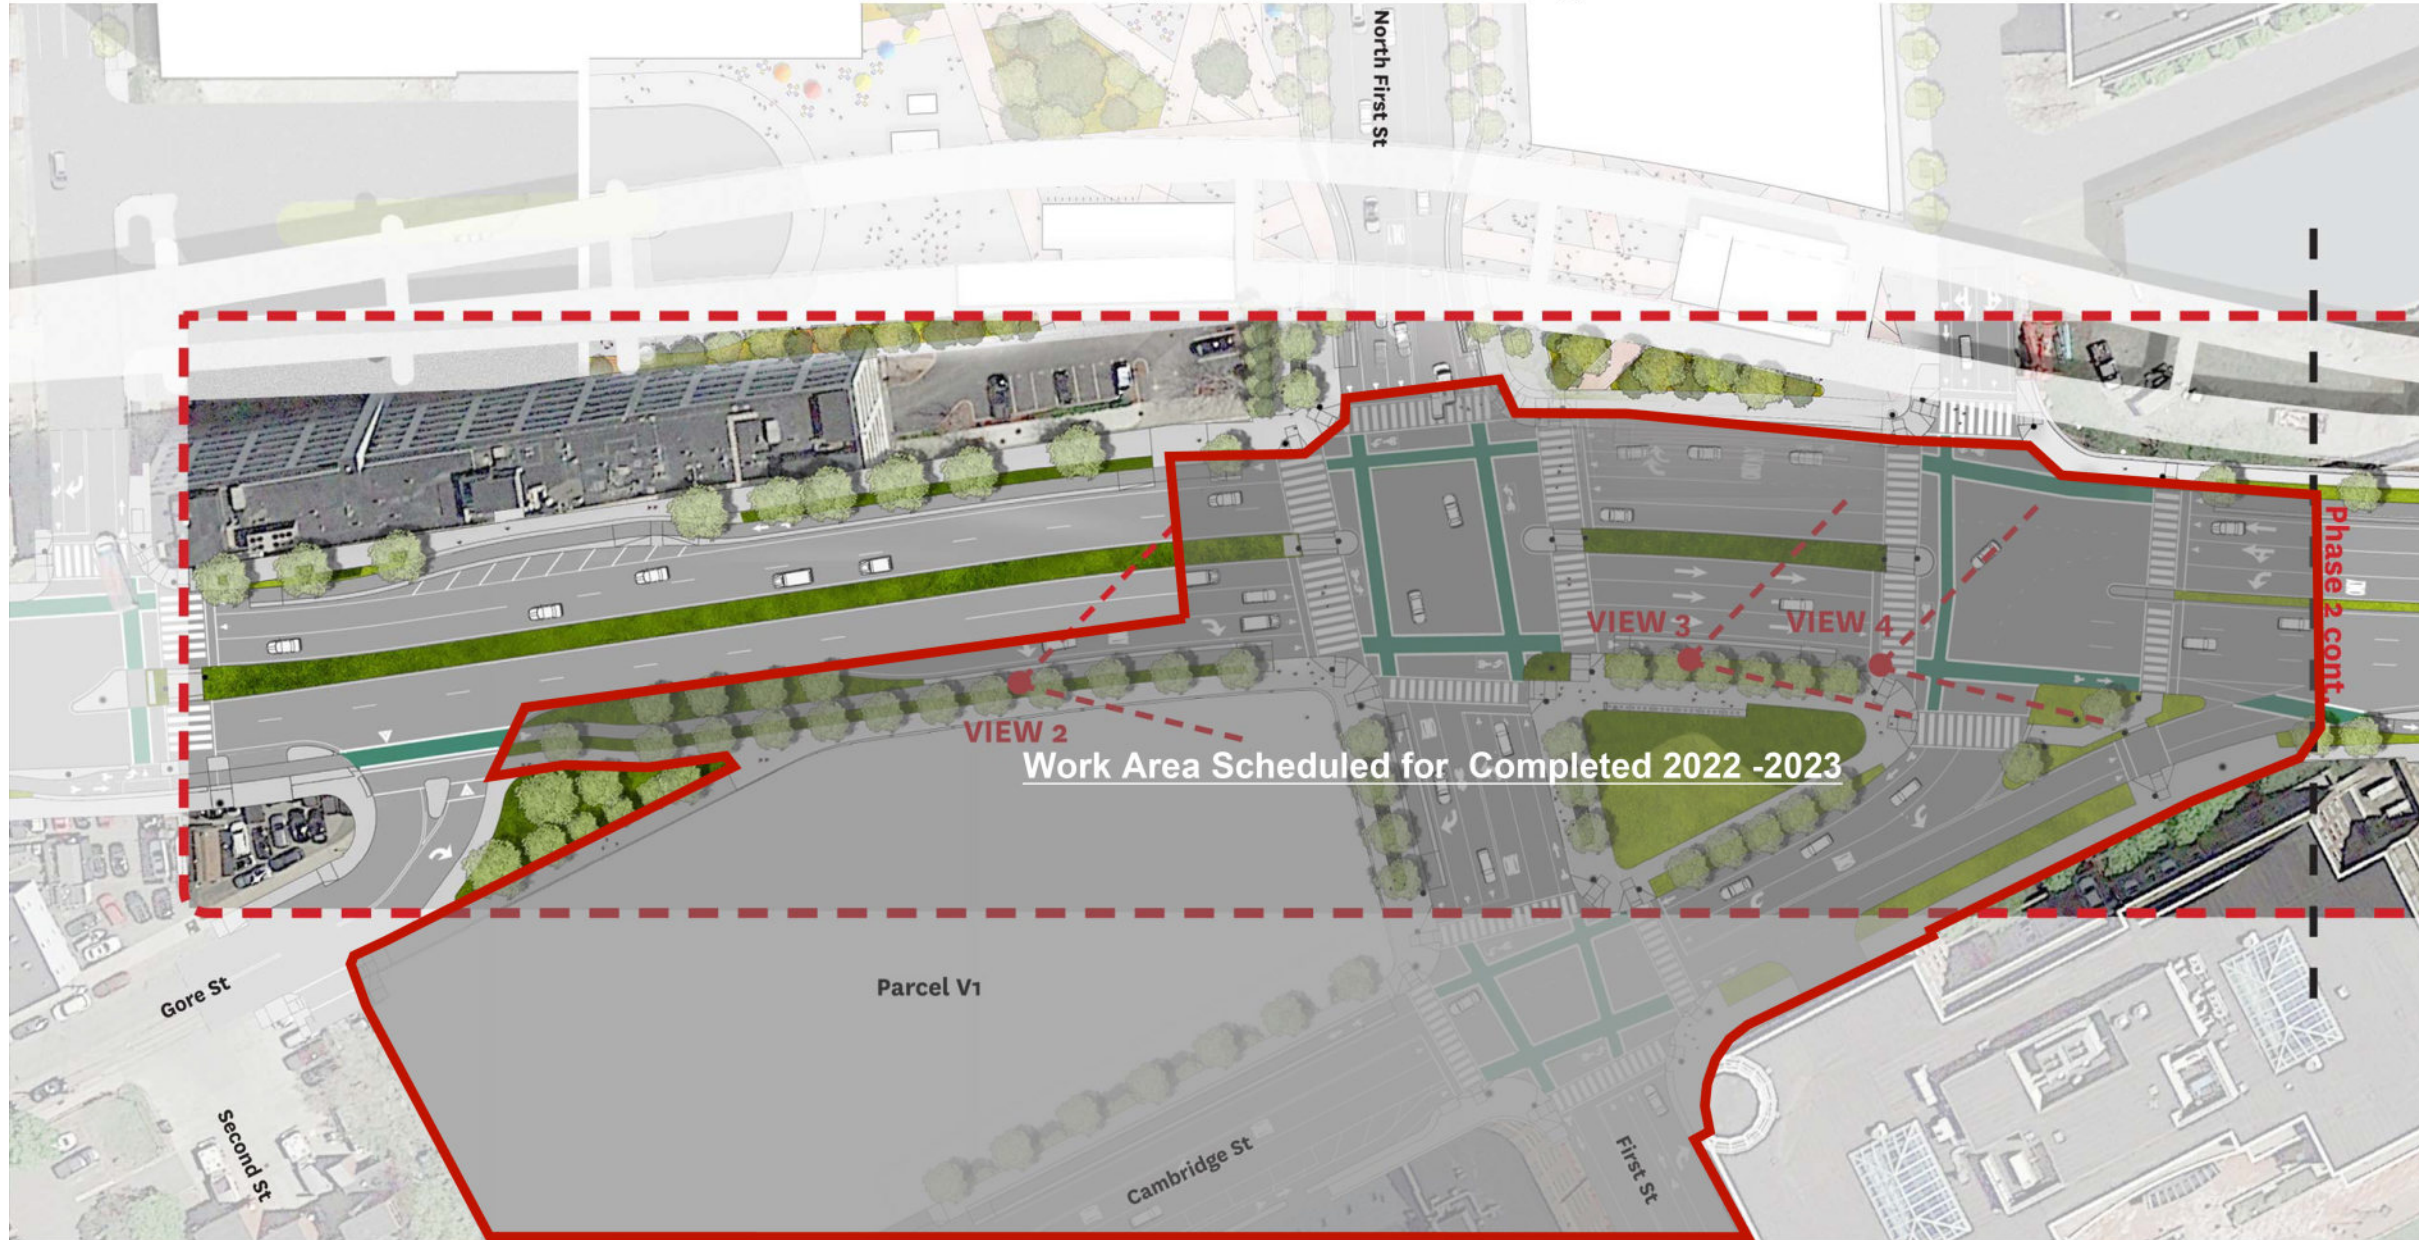 North First St
Phase 2 cont.
VIEW 3
VIEW 4
VIEW 2
Work Area Scheduled for Completed 2022 -2023
Parcel V1
Gore St
Second St
Cambridge St
First St